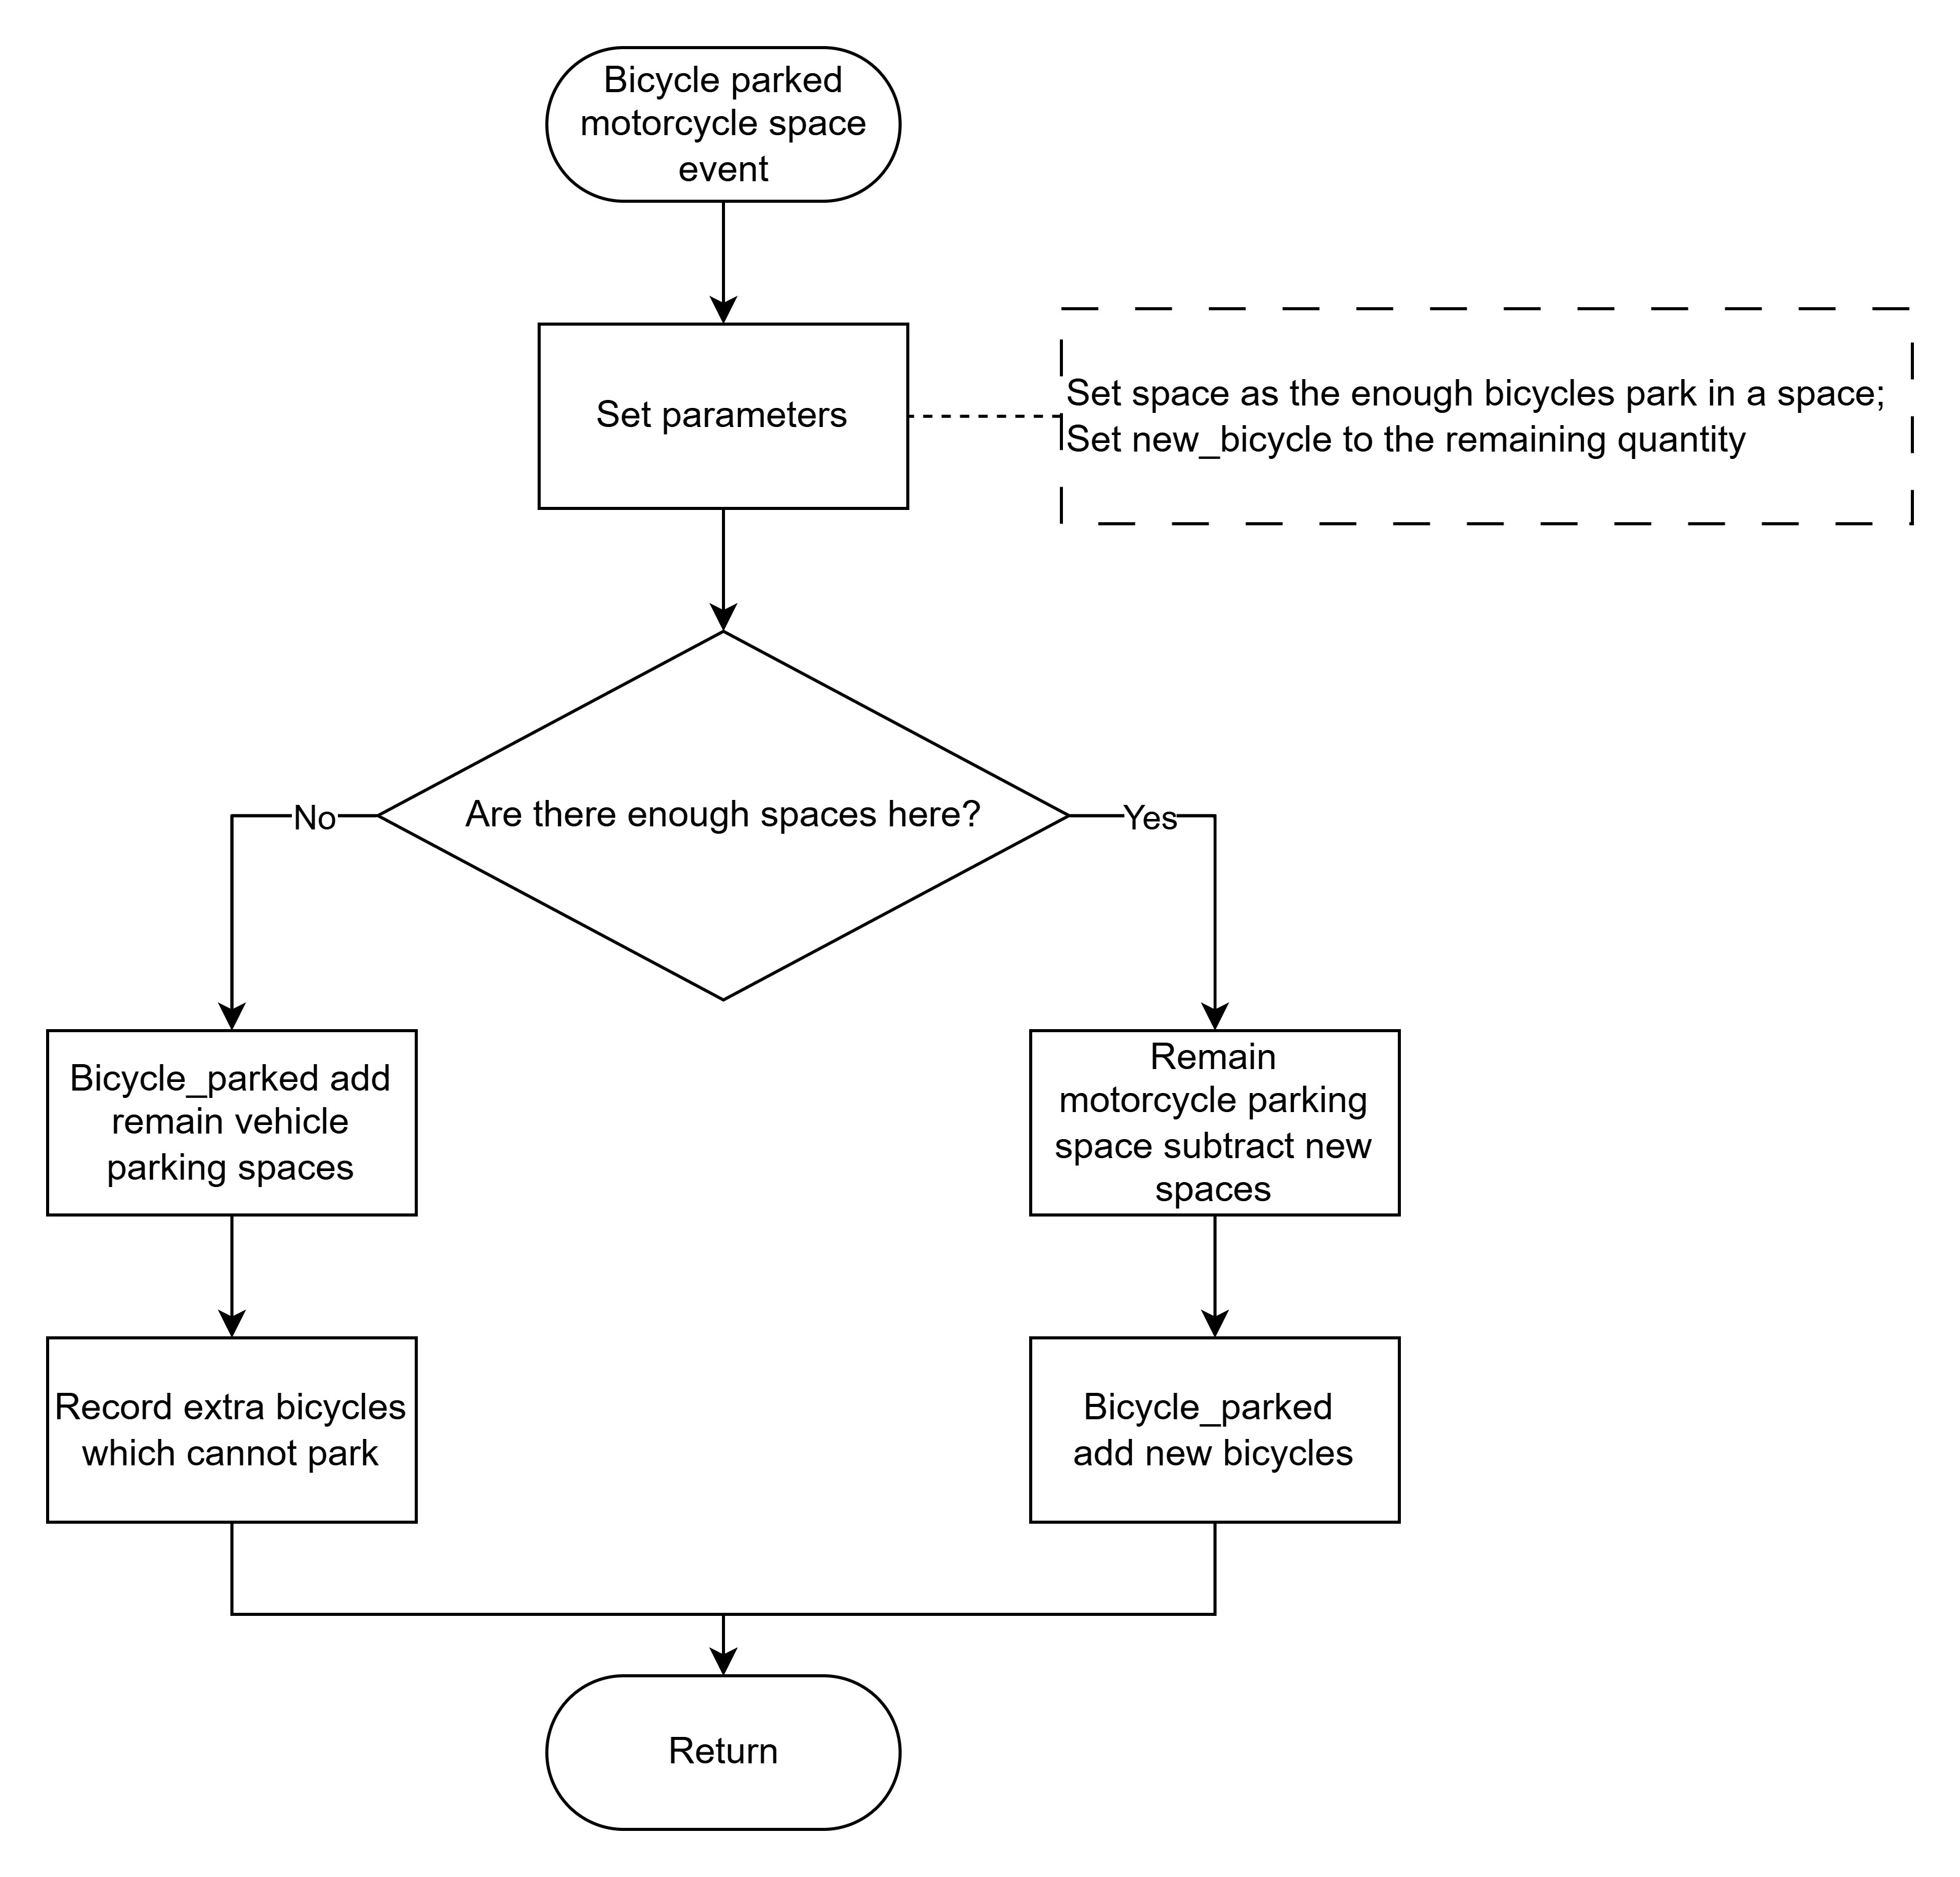 Bicycle parked
motorcycle space
event
Set parameters
Set space as the enough bicycles park in a space;
Set new_bicycle to the remaining quantity
Are there enough spaces here?
No
Yes
Bicycle_parked add
remain vehicle
parking spaces
Remain
motorcycle parking
space subtract new
spaces
Record extra bicycles
which cannot park
Bicycle_parked
add new bicycles
Return